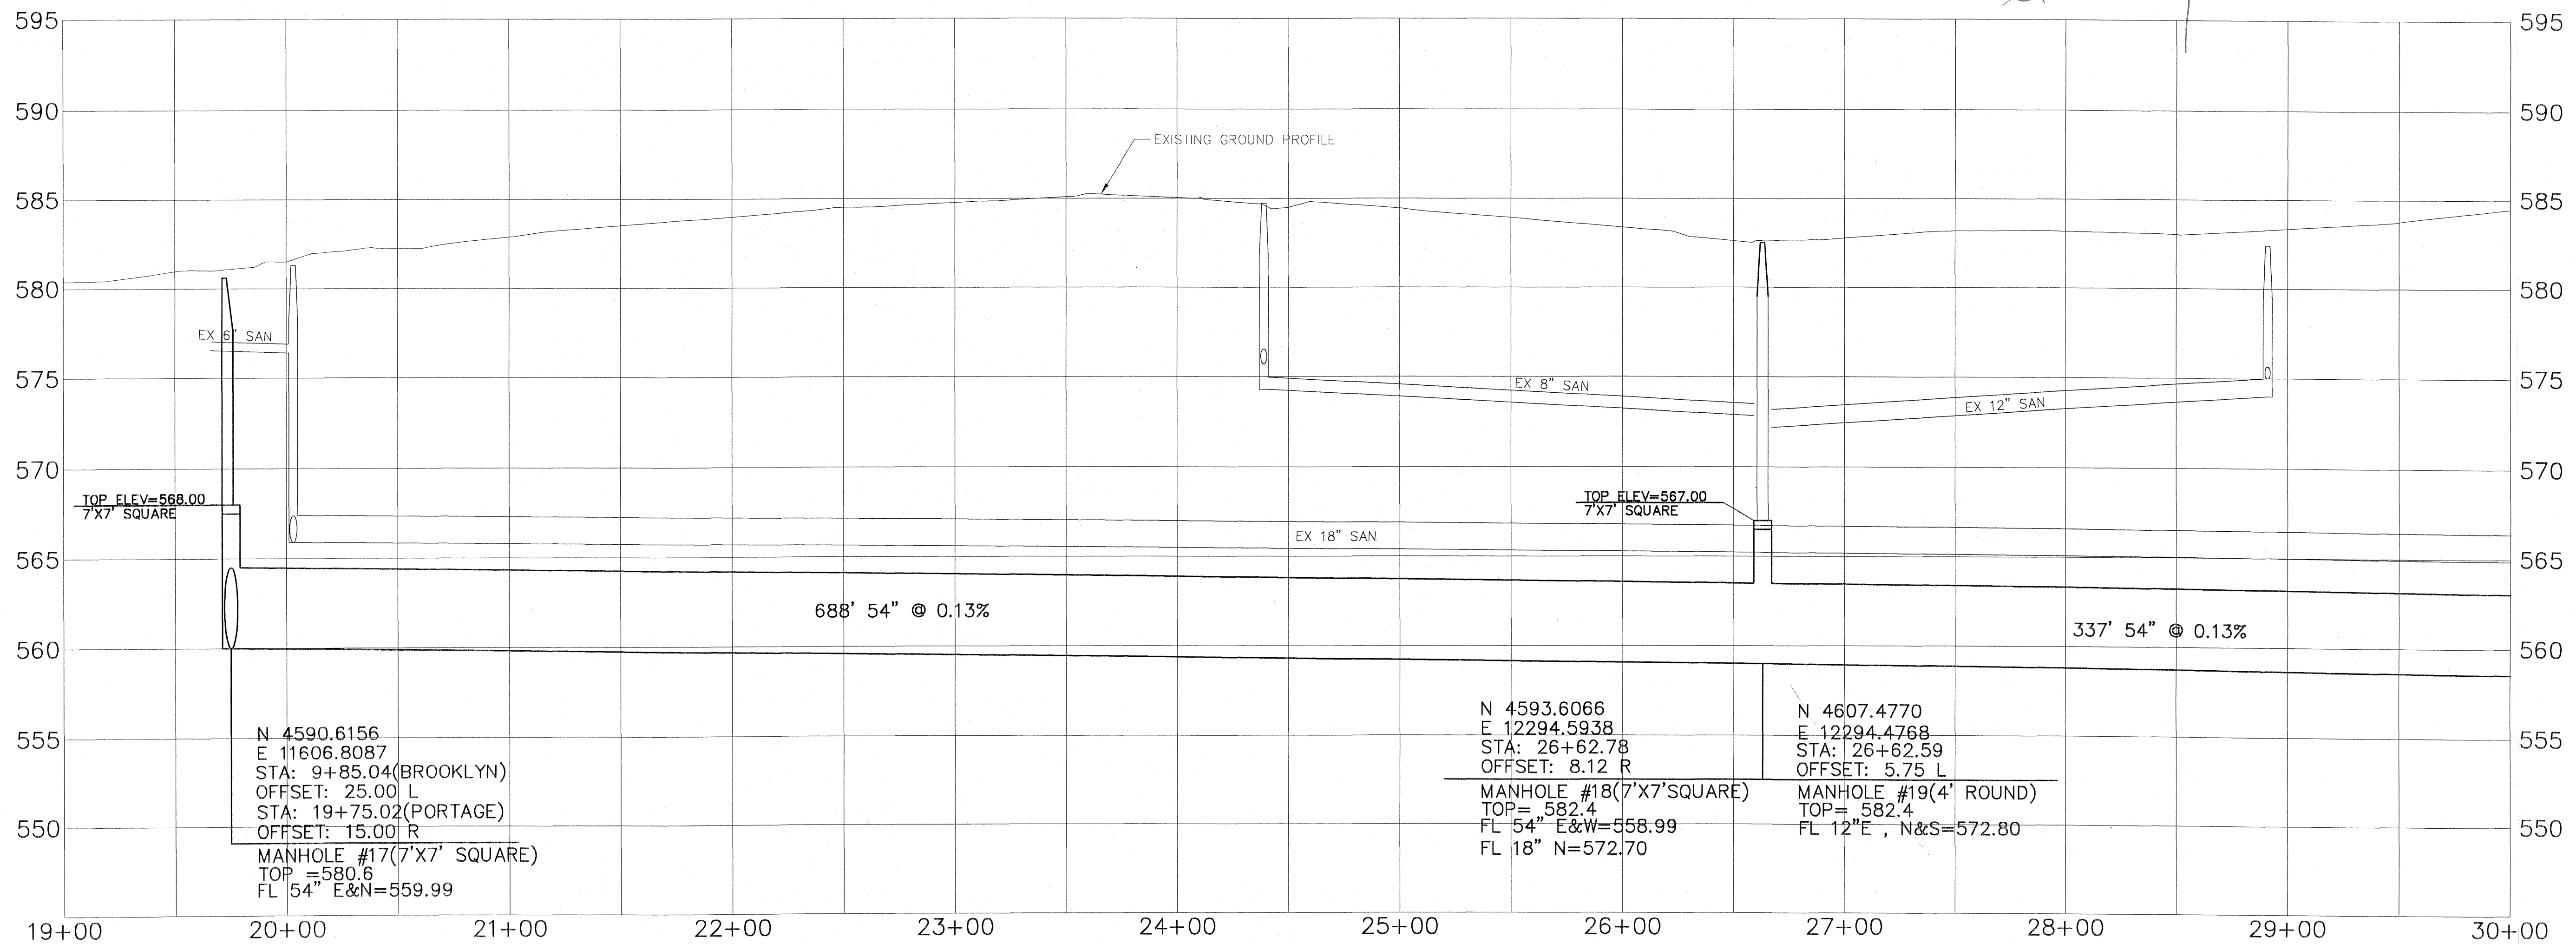 595
595
590
590
EXISTING GROUND PROFILE
585
585
580
580
EX 6' SAN
575
575
EX 8" SAN
EX 12" SAN
570
570
TOP ELEV=568.00
7'X7' SQUARE
TOP ELEV=567.00
7'X7' SQUARE
EX 18" SAN
565
565
688' 54" @ 0.13%
337' 54" @ 0.13%
560
560
N 4590.6156
E 11606.8087
STA: 9+85.04(BROOKLYN)
OFFSET: 25.00 L
STA: 19+75.02(PORTAGE)
OFFSET: 15.00 R
MANHOLE #17(7'X7' SQUARE)
TOP =580.6
FL 54" E&N=559.99
N 4593.6066
E 12294.5938
STA: 26+62.78
OFFSET: 8.12 R
MANHOLE #18(7'X7'SQUARE)
TOP= 582.4
FL 54" E&W=558.99
FL 18" N=572.70
N 4607.4770
E 12294.4768
STA: 26+62.59
OFFSET: 5.75 L
MANHOLE #19(4' ROUND)
TOP= 582.4
FL 12"E , N&S=572.80
555
555
550
550
19+00 20+00 21+00 22+00 23+00 24+00 25+00 26+00 27+00 28+00 29+00 30+00